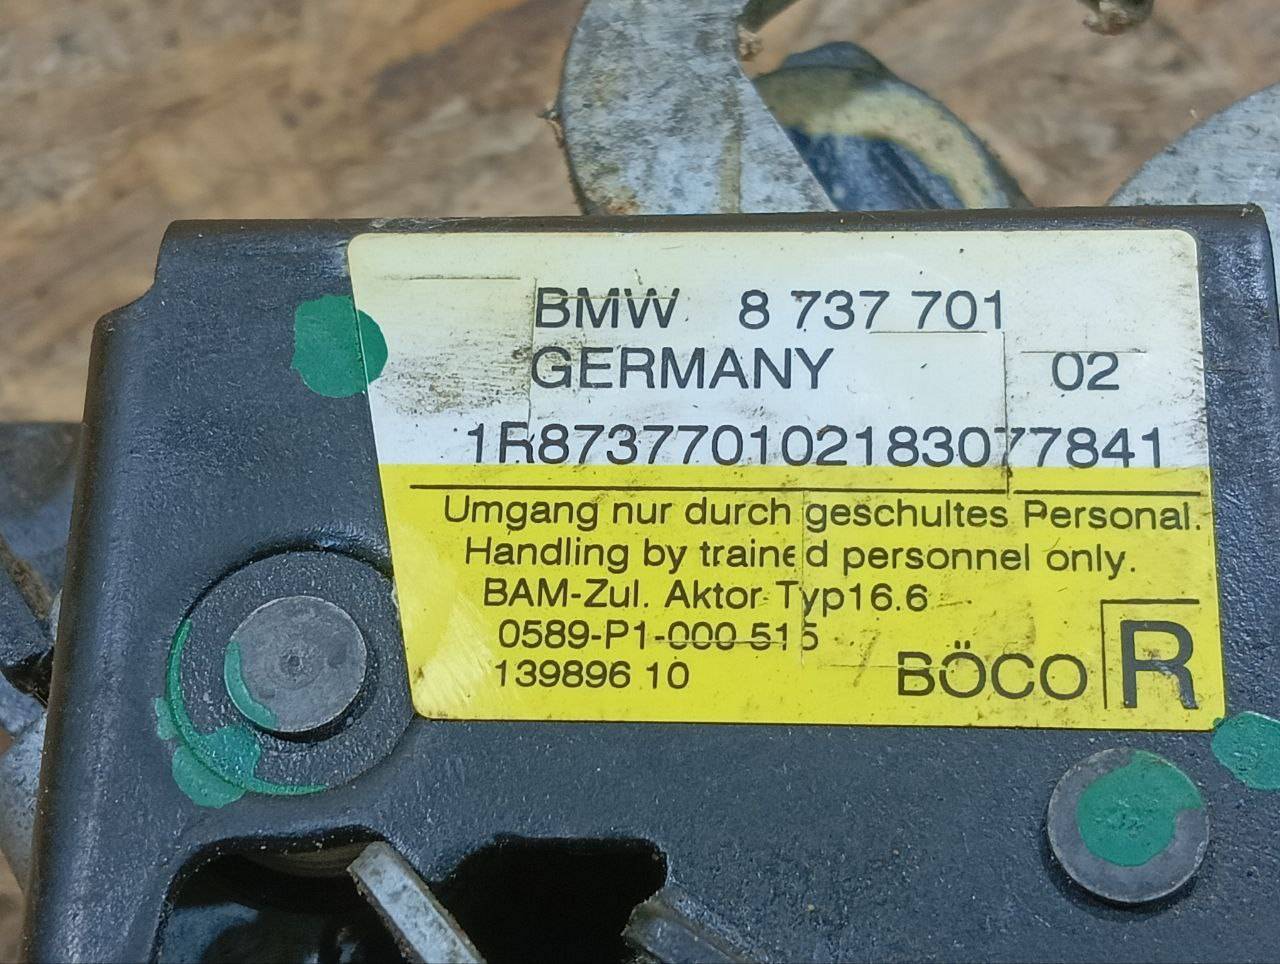 BMW 8 737 701
GERMANY 02
1R873770102183077841
Umgang nur durch geschultes Personal.
Handling by trained personnel only.
BAM-Zul. Aktor Typ16.6
0589-P1-000 515
139896 10
BÖCO R